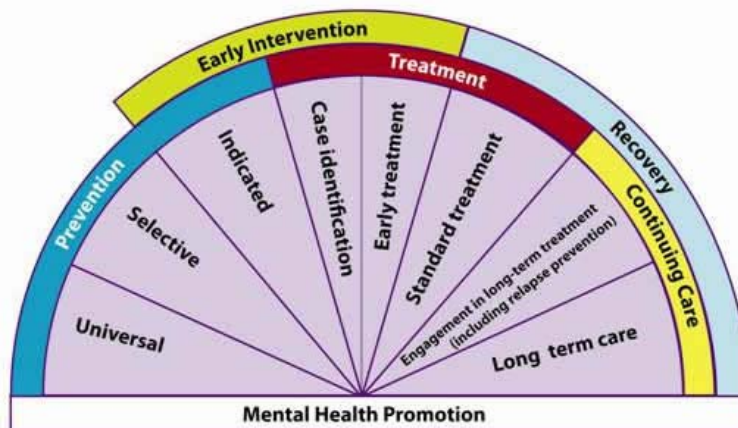 Early Intervention
Treatment
Recovery
Prevention
Continuing Care
Universal
Selective
Indicated
Case identification
Early treatment
Standard treatment
Engagement in long-term treatment
(including relapse prevention)
Long term care
Mental Health Promotion